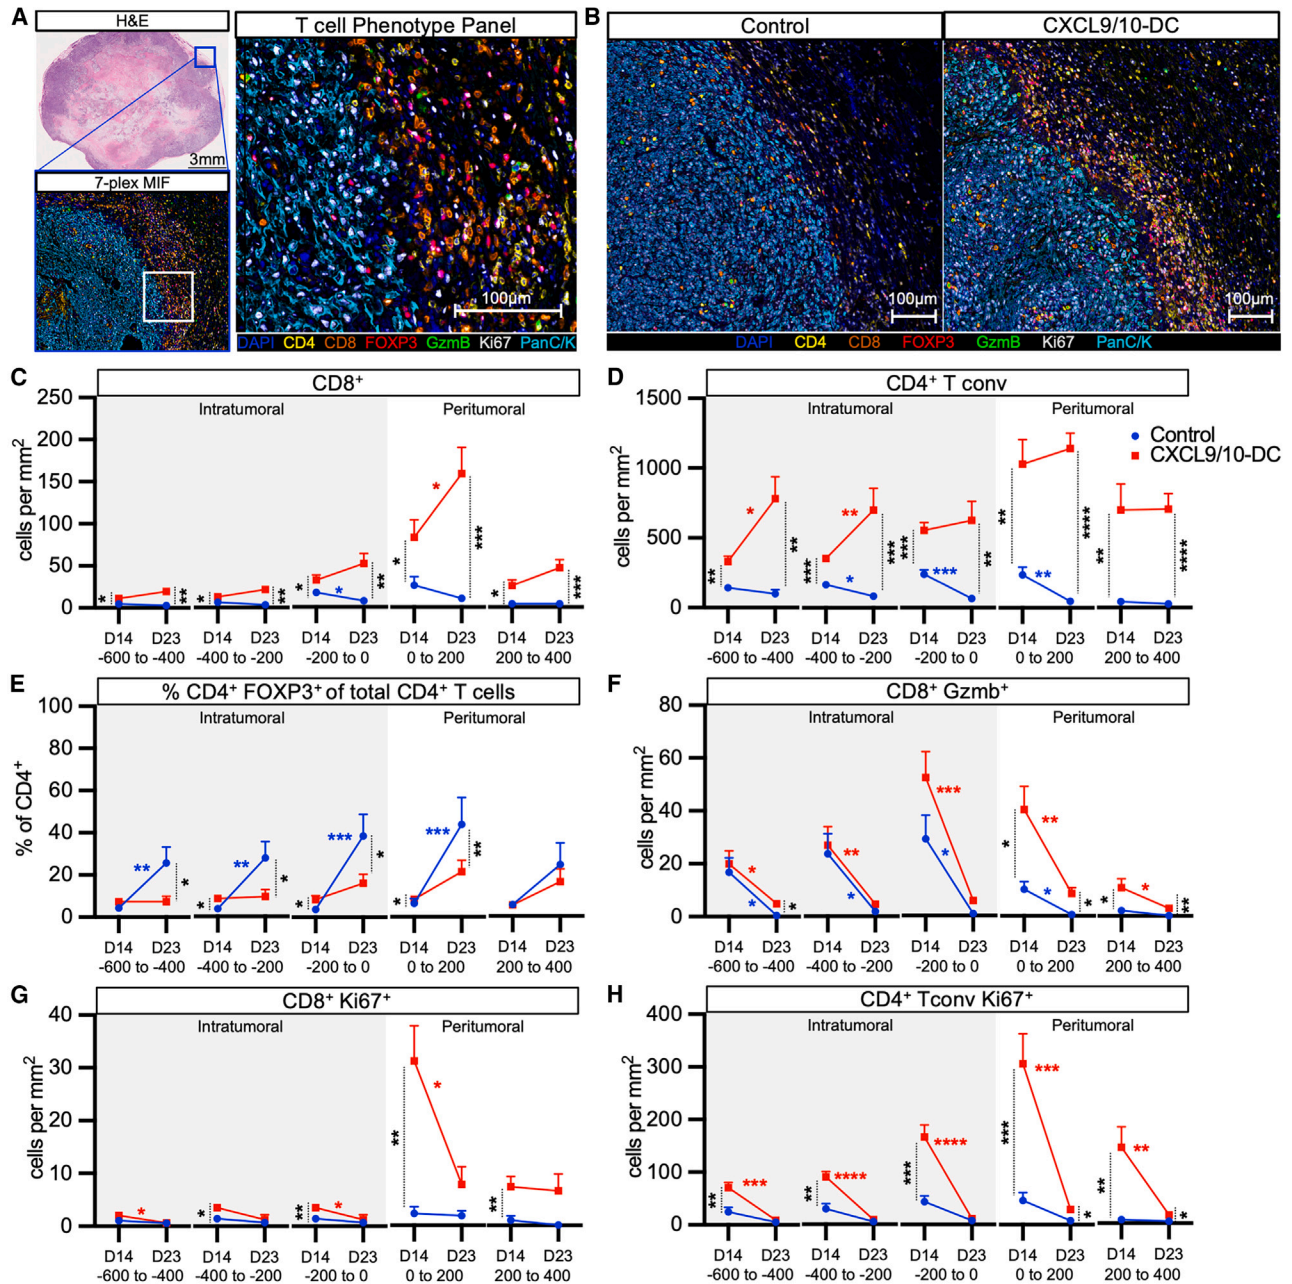 A
H&E
3mm
7-plex MIF
T cell Phenotype Panel
100µm
DAPI CD4 CD8 FOXP3 GzmB Ki67 PanC/K
B
Control
CXCL9/10-DC
100µm
100µm
DAPI CD4 CD8 FOXP3 GzmB Ki67 PanC/K
C
CD8+
Intratumoral
Peritumoral
cells per mm2
250
200
150
100
50
0
* ** * ** * * ** * * *** * ***
D14 D23 D14 D23 D14 D23 D14 D23 D14 D23
-600 to -400 -400 to -200 -200 to 0 0 to 200 200 to 400
D
CD4+ T conv
Intratumoral
Peritumoral
Control
CXCL9/10-DC
cells per mm2
1500
1000
500
0
** * ** *** ** * *** *** *** ** ** ** **** ** ****
D14 D23 D14 D23 D14 D23 D14 D23 D14 D23
-600 to -400 -400 to -200 -200 to 0 0 to 200 200 to 400
E
% CD4+ FOXP3+ of total CD4+ T cells
Intratumoral
Peritumoral
% of CD4+
100
80
60
40
20
0
** * * ** * * *** * * *** **
D14 D23 D14 D23 D14 D23 D14 D23 D14 D23
-600 to -400 -400 to -200 -200 to 0 0 to 200 200 to 400
F
CD8+ Gzmb+
Intratumoral
Peritumoral
cells per mm2
80
60
40
20
0
* * * ** * *** * * ** * * * * **
D14 D23 D14 D23 D14 D23 D14 D23 D14 D23
-600 to -400 -400 to -200 -200 to 0 0 to 200 200 to 400
G
CD8+ Ki67+
Intratumoral
Peritumoral
cells per mm2
40
30
20
10
0
* * ** * ** * **
D14 D23 D14 D23 D14 D23 D14 D23 D14 D23
-600 to -400 -400 to -200 -200 to 0 0 to 200 200 to 400
H
CD4+ Tconv Ki67+
Intratumoral
Peritumoral
cells per mm2
400
300
200
100
0
** *** ** **** *** **** *** *** * ** ** *
D14 D23 D14 D23 D14 D23 D14 D23 D14 D23
-600 to -400 -400 to -200 -200 to 0 0 to 200 200 to 400